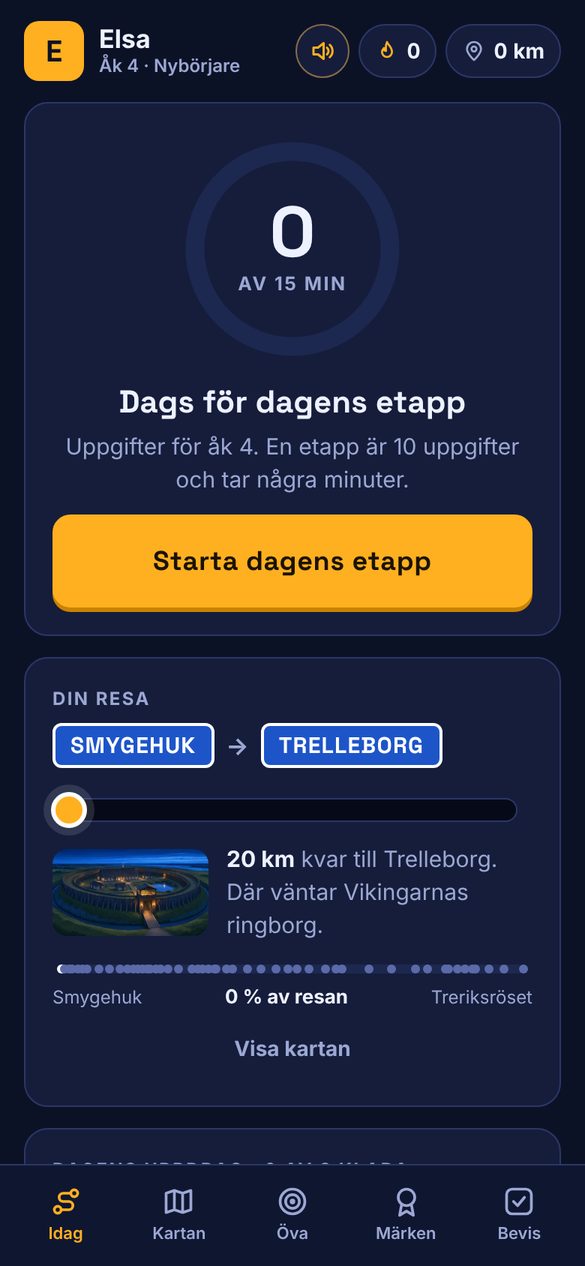 E
Elsa
Åk 4 · Nybörjare
0
0 km
0
AV 15 MIN
Dags för dagens etapp
Uppgifter för åk 4. En etapp är 10 uppgifter
och tar några minuter.
Starta dagens etapp
DIN RESA
SMYGEHUK → TRELLEBORG
20 km kvar till Trelleborg.
Där väntar Vikingarnas
ringborg.
Smygehuk
0 % av resan
Treriksröset
Visa kartan
Idag
Kartan
Öva
Märken
Bevis